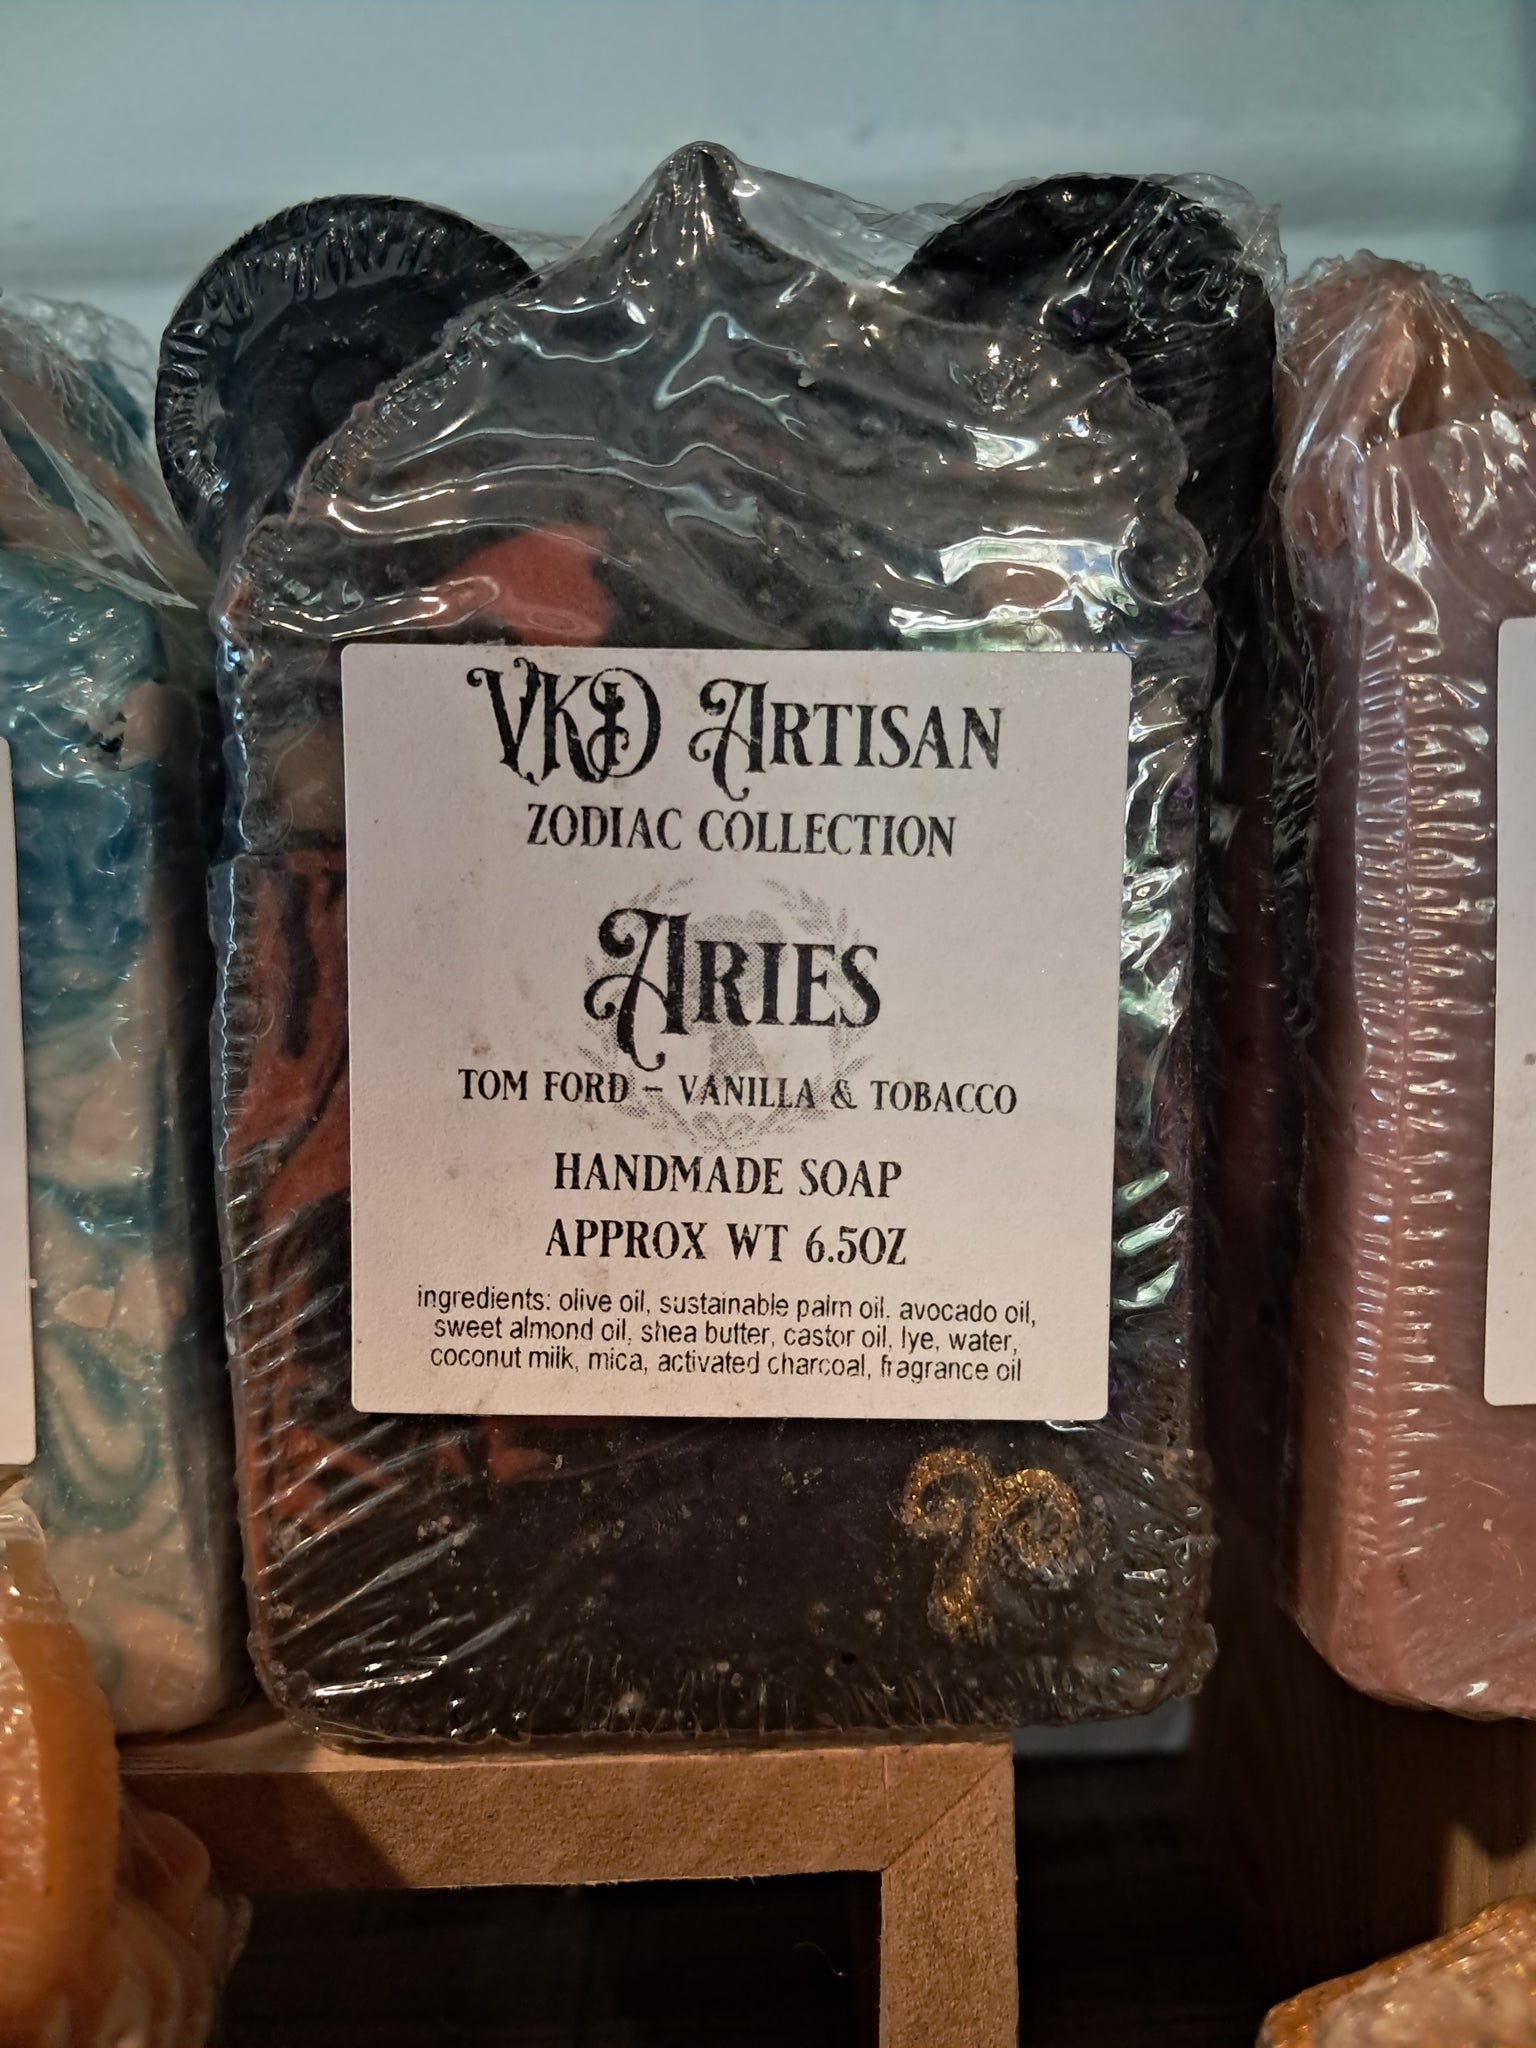 VKD ARTISAN
ZODIAC COLLECTION
ARIES
TOM FORD - VANILLA & TOBACCO
HANDMADE SOAP
APPROX WT 6.5OZ
ingredients: olive oil, sustainable palm oil, avocado oil,
sweet almond oil, shea butter, castor oil, lye, water,
coconut milk, mica, activated charcoal, fragrance oil